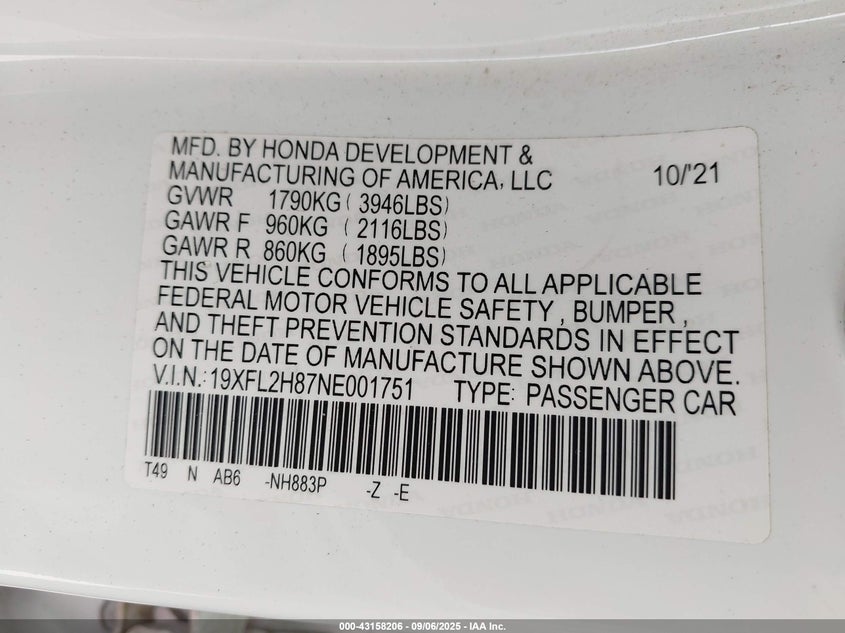 MFD. BY HONDA DEVELOPMENT &
MANUFACTURING OF AMERICA, LLC 10/'21
GVWR 1790KG ( 3946LBS)
GAWR F 960KG ( 2116LBS)
GAWR R 860KG ( 1895LBS)
THIS VEHICLE CONFORMS TO ALL APPLICABLE
FEDERAL MOTOR VEHICLE SAFETY , BUMPER ,
AND THEFT PREVENTION STANDARDS IN EFFECT
ON THE DATE OF MANUFACTURE SHOWN ABOVE.
V.I.N.: 19XFL2H87NE001751 TYPE: PASSENGER CAR
T49 N AB6 -NH883P -Z -E
HONDA HONDA HONDA
000-43158206 - 09/06/2025 - IAA Inc.